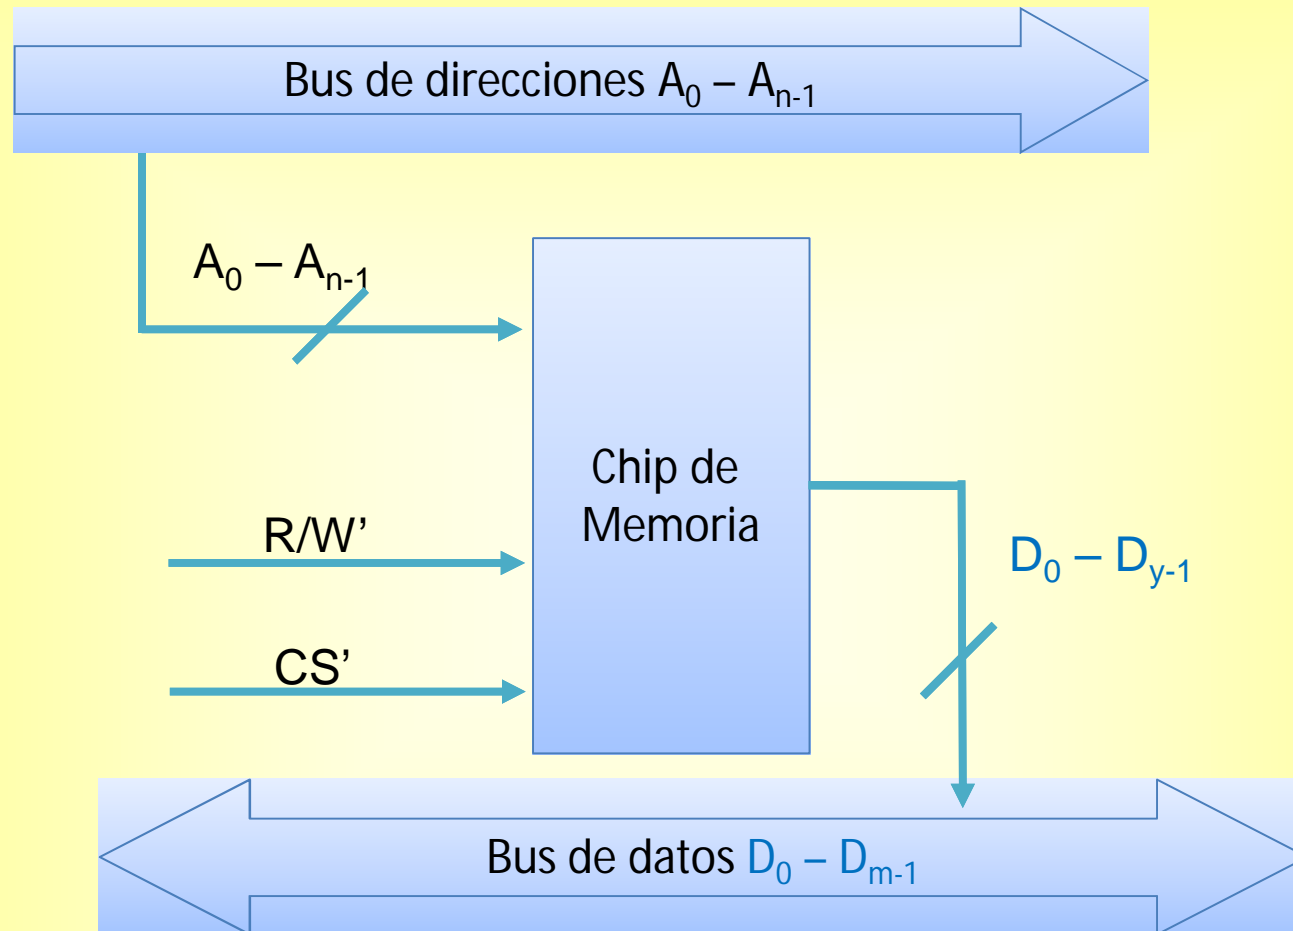 Bus de direcciones A₀ – Aₙ₋₁
A₀ – Aₙ₋₁
Chip de
Memoria
R/W’
D₀ – D_y-1
CS’
Bus de datos D₀ – Dₘ₋₁